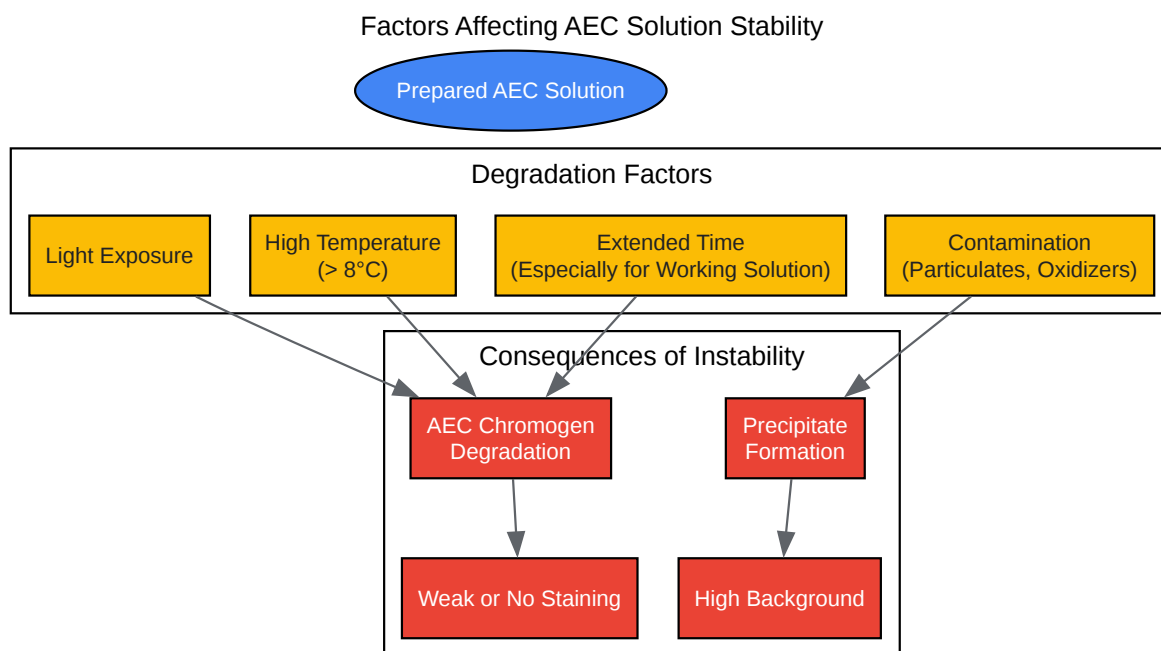 Factors Affecting AEC Solution Stability
Prepared AEC Solution
Degradation Factors
Light Exposure
High Temperature
(> 8°C)
Extended Time
(Especially for Working Solution)
Contamination
(Particulates, Oxidizers)
Consequences of Instability
AEC Chromogen
Degradation
Precipitate
Formation
Weak or No Staining
High Background